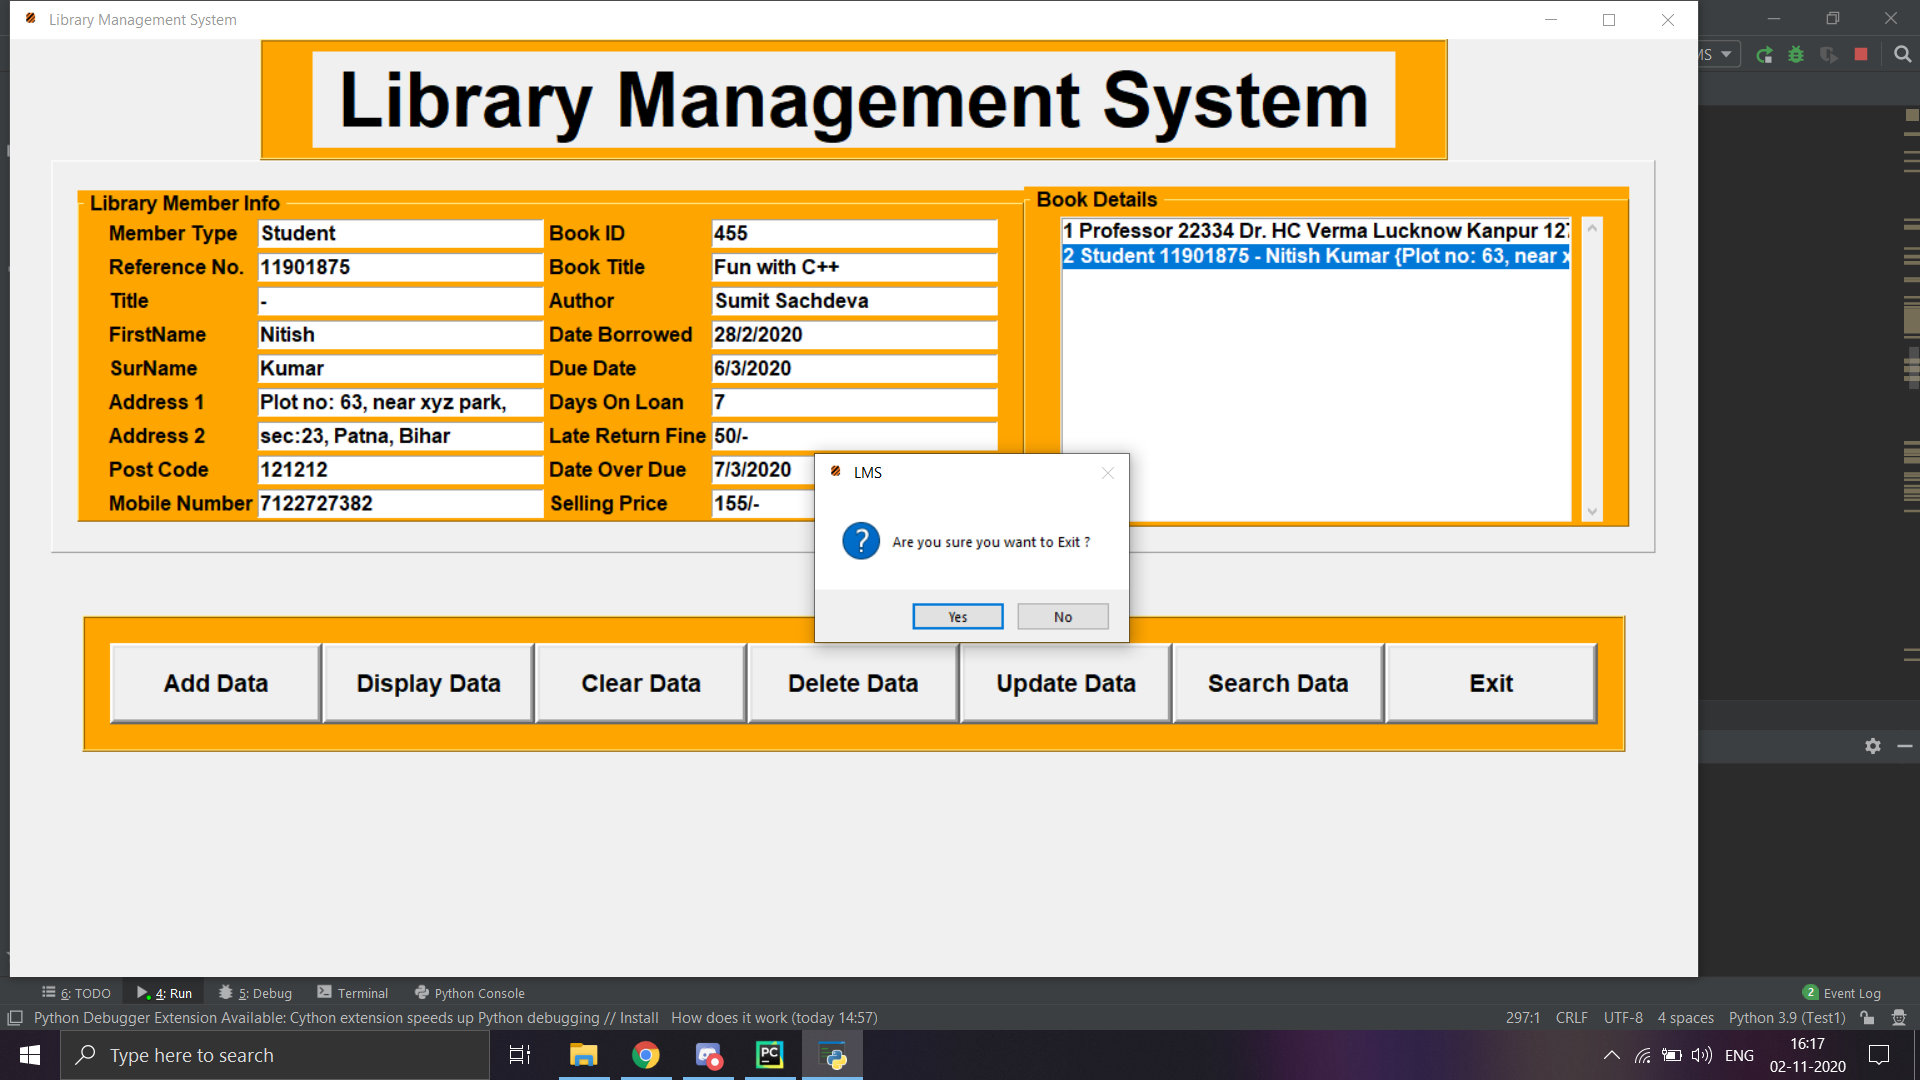 Library Management System
Library Management System
Library Member Info
Member Type Student Book ID 455
Reference No. 11901875 Book Title Fun with C++
Title - Author Sumit Sachdeva
FirstName Nitish Date Borrowed 28/2/2020
SurName Kumar Due Date 6/3/2020
Address 1 Plot no: 63, near xyz park, Days On Loan 7
Address 2 sec:23, Patna, Bihar Late Return Fine 50/-
Post Code 121212 Date Over Due 7/3/2020
Mobile Number 7122727382 Selling Price 155/-
Book Details
1 Professor 22334 Dr. HC Verma Lucknow Kanpur 127
2 Student 11901875 - Nitish Kumar {Plot no: 63, near x
LMS
Are you sure you want to Exit ?
Yes No
Add Data Display Data Clear Data Delete Data Update Data Search Data Exit
6: TODO 4: Run 5: Debug Terminal Python Console 2 Event Log
Python Debugger Extension Available: Cython extension speeds up Python debugging // Install How does it work (today 14:57) 297:1 CRLF UTF-8 4 spaces Python 3.9 (Test1)
Type here to search PC ENG 16:17
02-11-2020